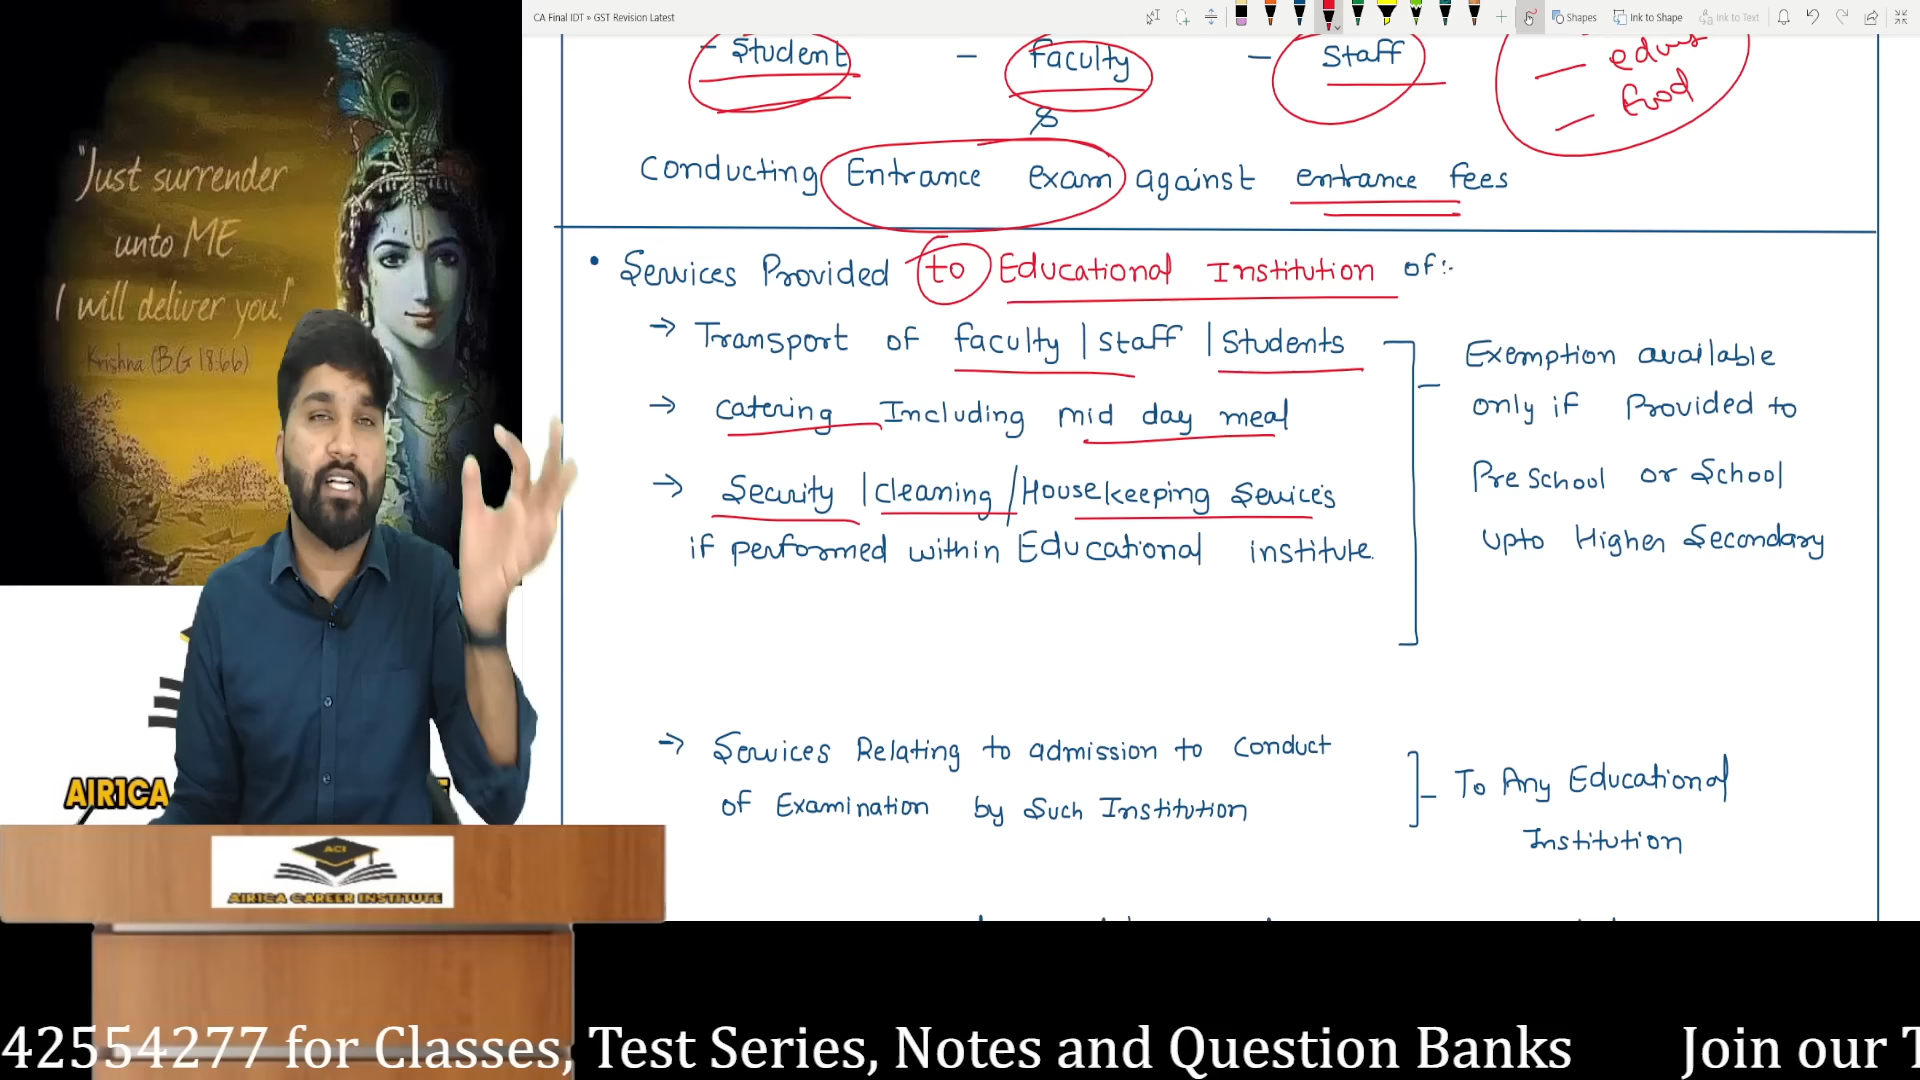 CA Final IDT » GST Revision Latest
Shapes
Ink to Shape
Ink to Text
- Student - Faculty - Staff
food
&
Conducting Entrance exam against entrance fees
• Services Provided to Educational Institution of:-
→ Transport of faculty | Staff | Students
→ Catering Including mid day meal
→ Security | Cleaning / Housekeeping Services
if performed within Educational institute.
Exemption available
only if Provided to
Pre School or School
upto Higher Secondary
→ Services Relating to admission to Conduct
of Examination by Such Institution
To Any Educational
Institution
"Just surrender
unto ME
I will deliver you!"
Krishna (B.G 18:66)
AIR1CA
ACI
AIR1CA CAREER INSTITUTE
42554277 for Classes, Test Series, Notes and Question Banks Join our T